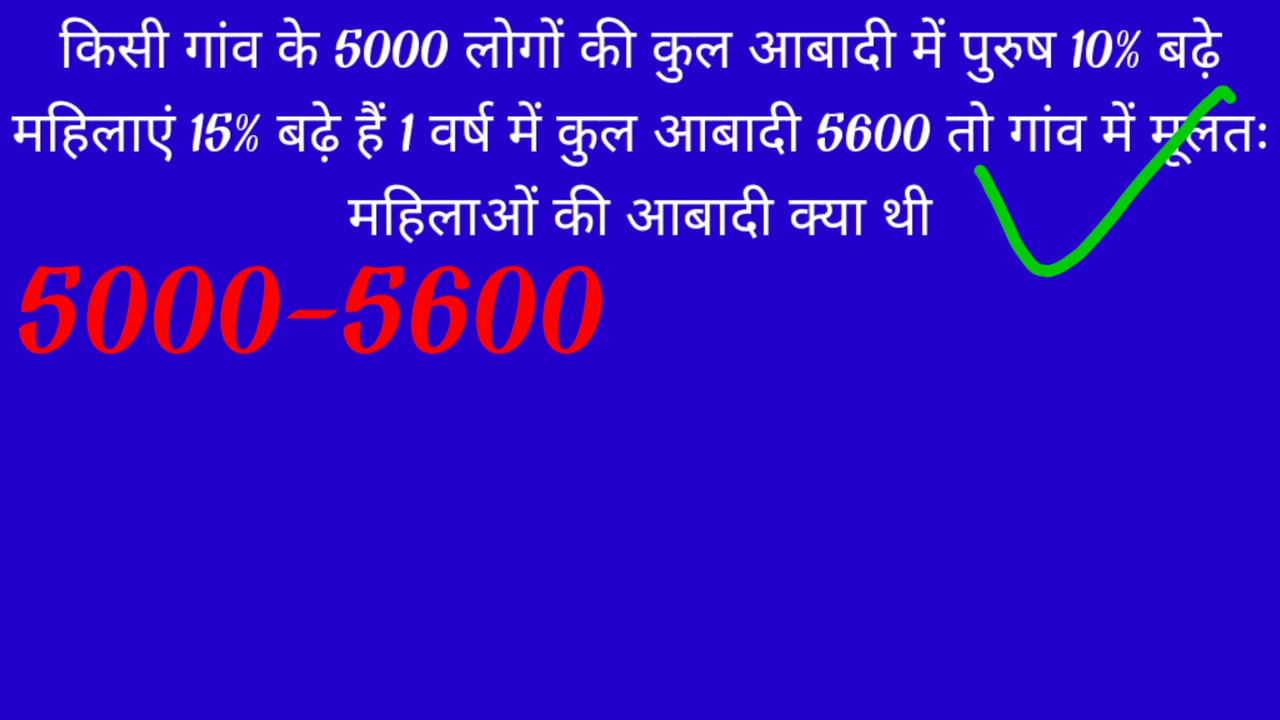 किसी गांव के 5000 लोगों की कुल आबादी में पुरुष 10% बढ़े
महिलाएं 15% बढ़े हैं 1 वर्ष में कुल आबादी 5600 तो गांव में मूलतः
महिलाओं की आबादी क्या थी
5000-5600